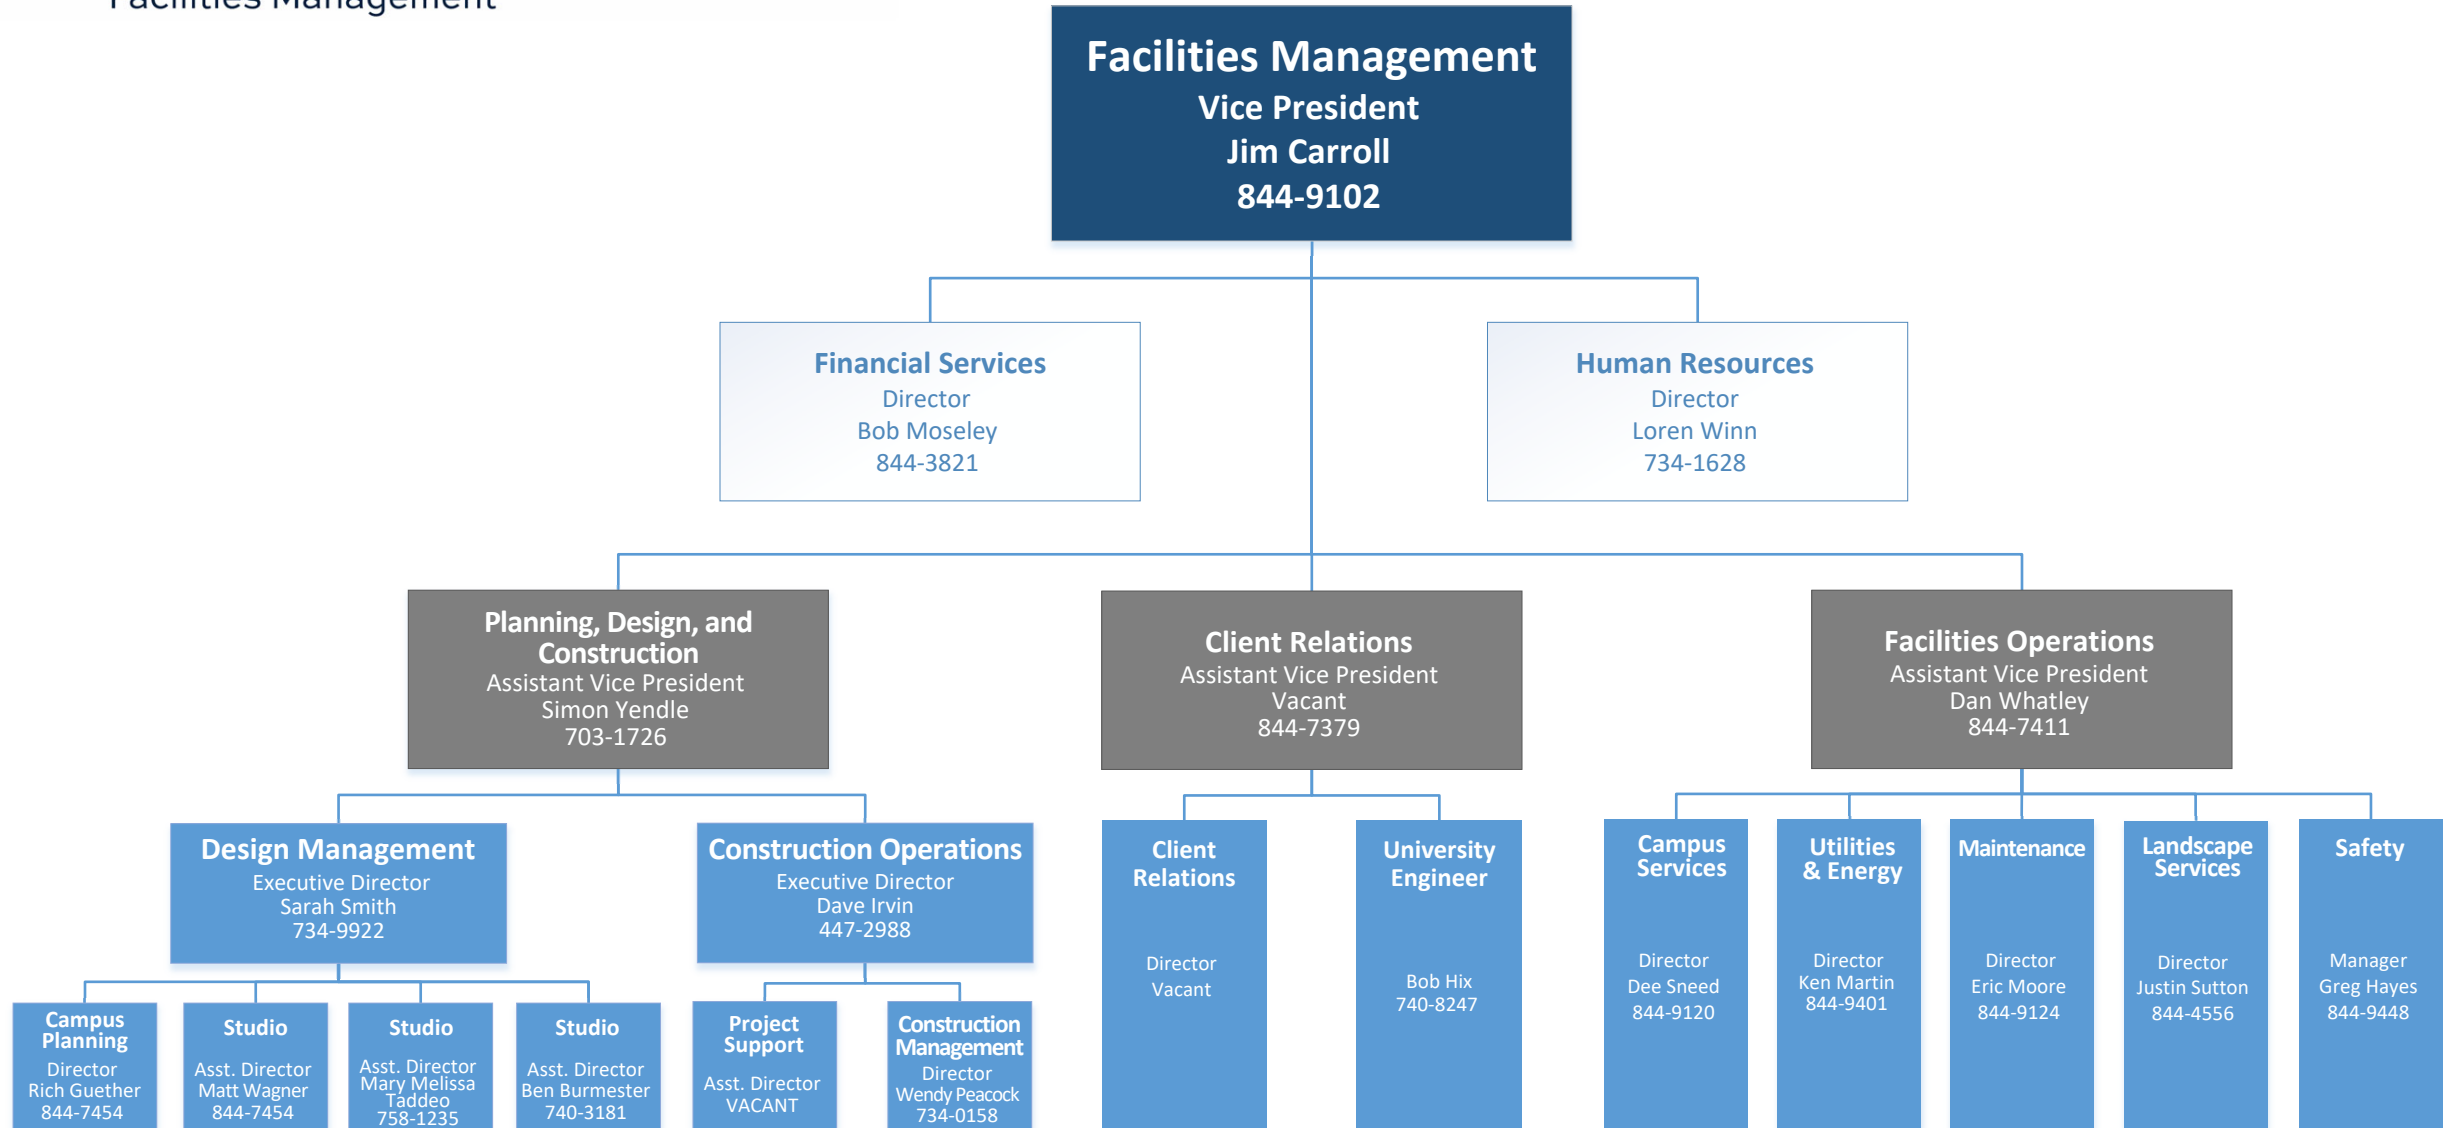 Facilities Management
Facilities Management
Vice President
Jim Carroll
844-9102
Financial Services
Director
Bob Moseley
844-3821
Human Resources
Director
Loren Winn
734-1628
Planning, Design, and
Construction
Assistant Vice President
Simon Yendle
703-1726
Client Relations
Assistant Vice President
Vacant
844-7379
Facilities Operations
Assistant Vice President
Dan Whatley
844-7411
Design Management
Executive Director
Sarah Smith
734-9922
Construction Operations
Executive Director
Dave Irvin
447-2988
Client
Relations
Director
Vacant
University
Engineer
Bob Hix
740-8247
Campus
Services
Director
Dee Sneed
844-9120
Utilities
& Energy
Director
Ken Martin
844-9401
Maintenance
Director
Eric Moore
844-9124
Landscape
Services
Director
Justin Sutton
844-4556
Safety
Manager
Greg Hayes
844-9448
Campus
Planning
Director
Rich Guether
844-7454
Studio
Asst. Director
Matt Wagner
844-7454
Studio
Asst. Director
Mary Melissa
Taddeo
758-1235
Studio
Asst. Director
Ben Burmester
740-3181
Project
Support
Asst. Director
VACANT
Construction
Management
Director
Wendy Peacock
734-0158